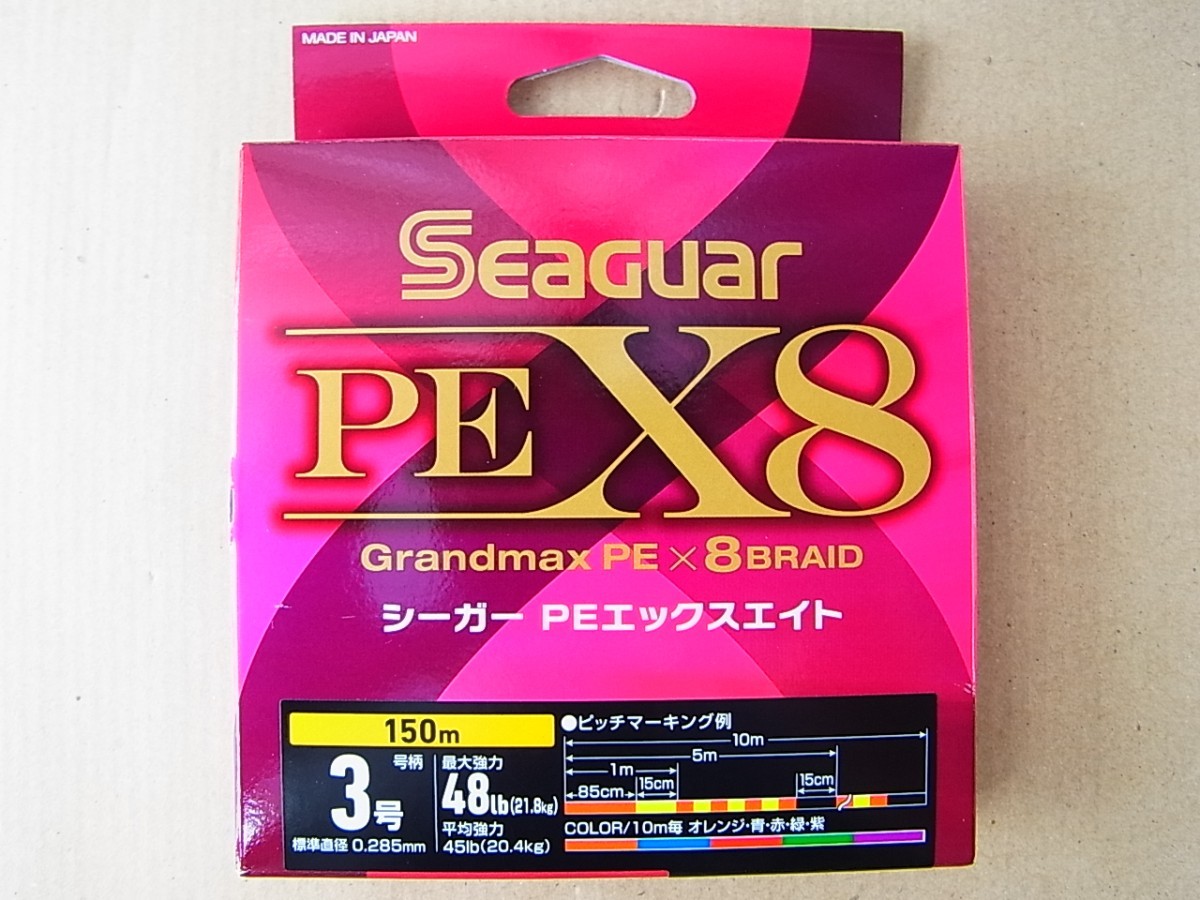 MADE IN JAPAN
Seaguar
PE X8
Grandmax PE × 8 BRAID
シーガー PEエックスエイト
150m
号柄
3号
標準直径 0.285mm
最大強力
48lb(21.8kg)
平均強力
45lb(20.4kg)
●ピッチマーキング例
10m
5m
1m
15cm
15cm
85cm
COLOR/10m毎 オレンジ・青・赤・緑・紫